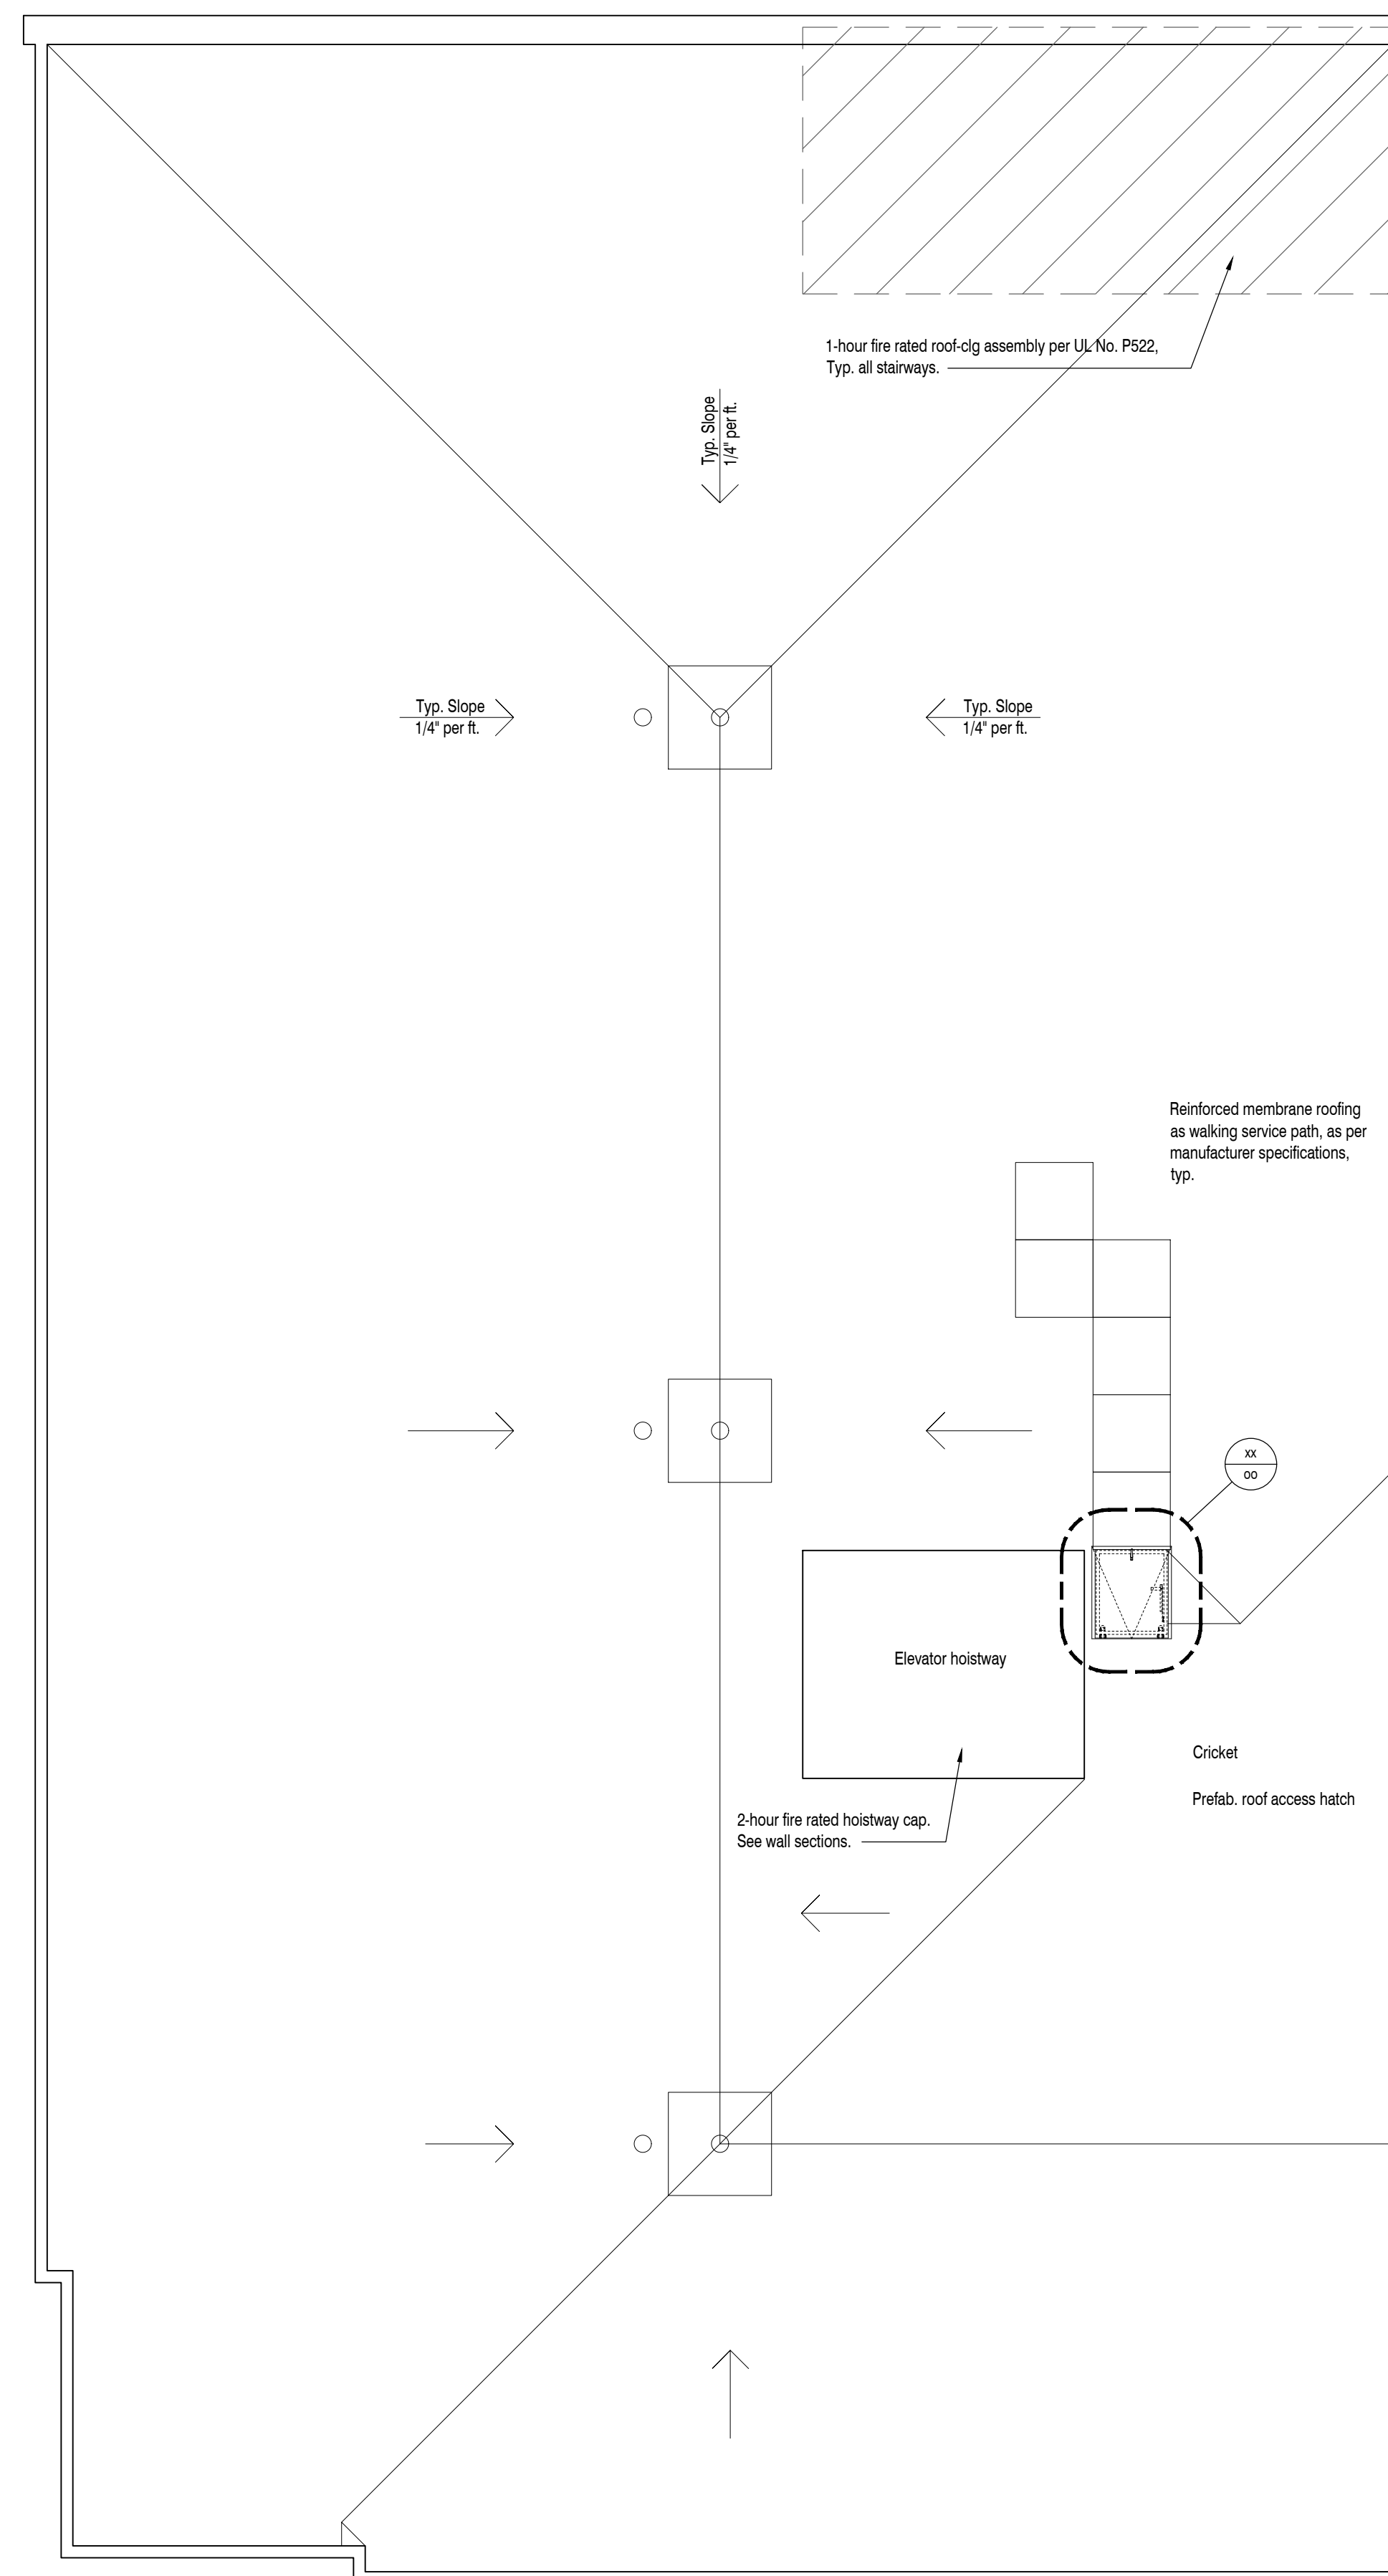 1-hour fire rated roof-clg assembly per UL No. P522,
Typ. all stairways.
Typ. Slope
1/4" per ft.
Typ. Slope
1/4" per ft.
Typ. Slope
1/4" per ft.
Reinforced membrane roofing
as walking service path, as per
manufacturer specifications,
typ.
xx
oo
Elevator hoistway
Cricket
Prefab. roof access hatch
2-hour fire rated hoistway cap.
See wall sections.